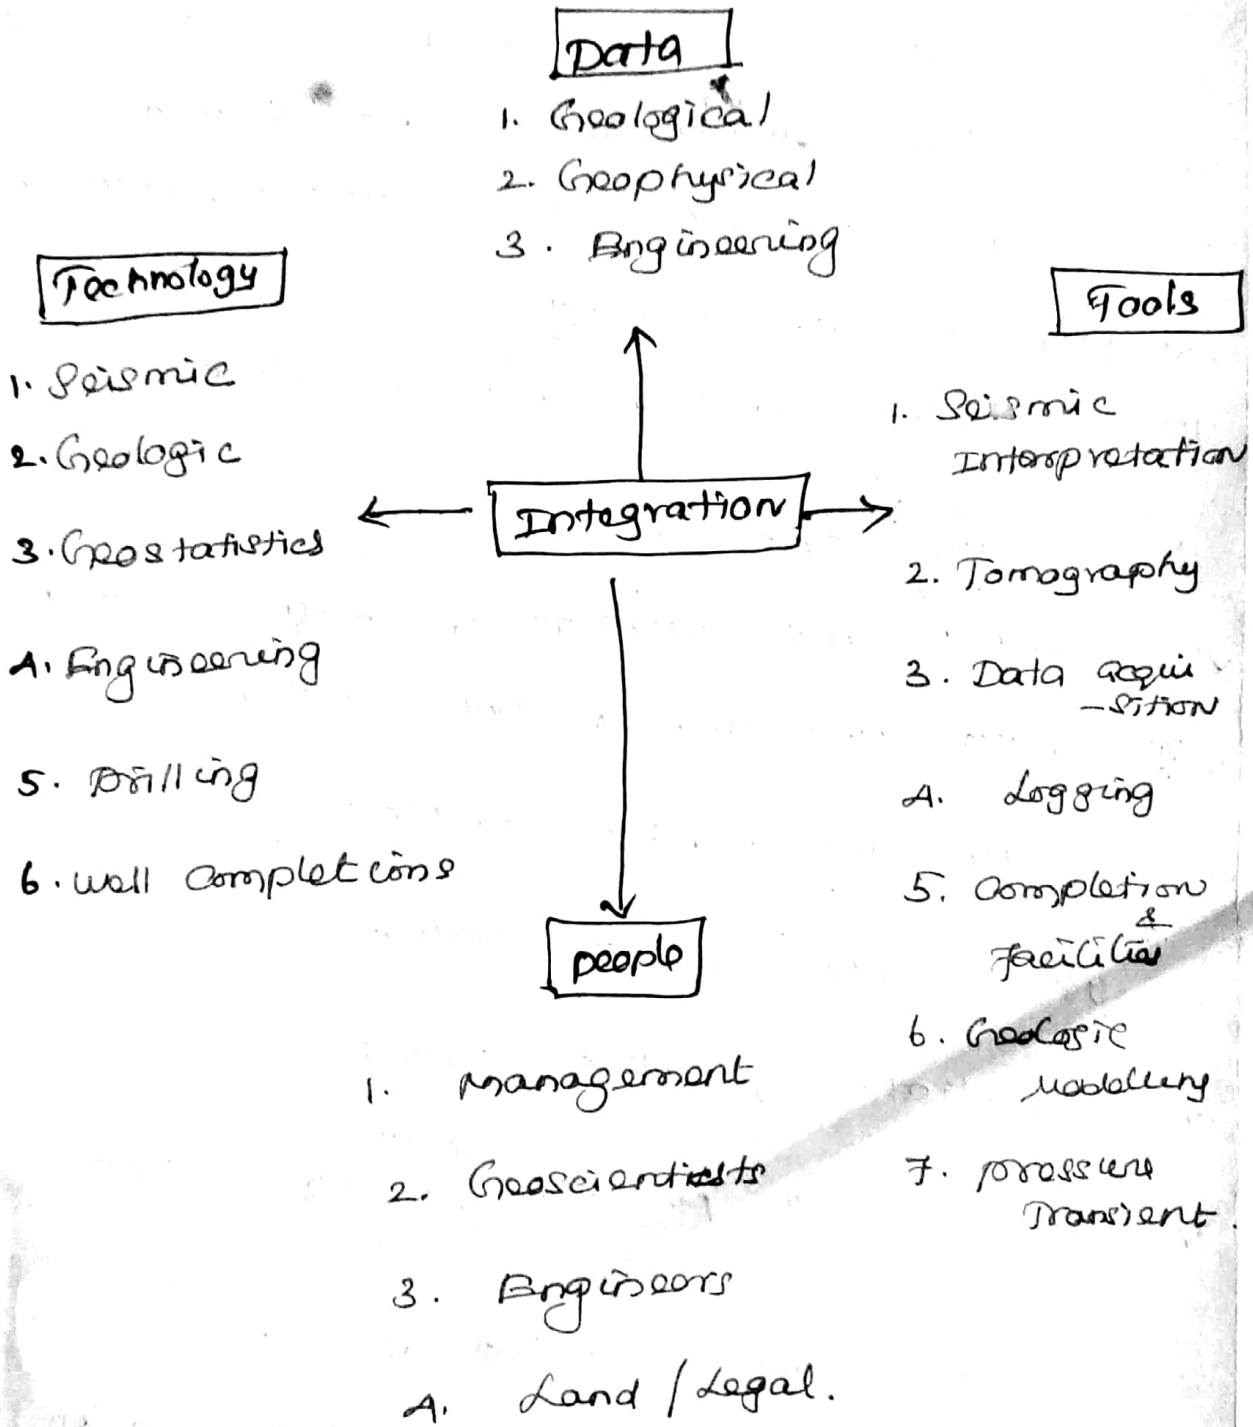 Data
1. Geological
2. Geophysical
3. Engineering
Technology
1. Seismic
2. Geologic
3. Geostatistics
4. Engineering
5. Drilling
6. Well Completions
Integration
Tools
1. Seismic
Interpretation
2. Tomography
3. Data acqui
-sition
4. Logging
5. Completion
&
Facilities
6. Geologic
Modelling
7. pressure
Transient.
people
1. Management
2. Geoscientists
3. Engineers
4. Land / Legal.